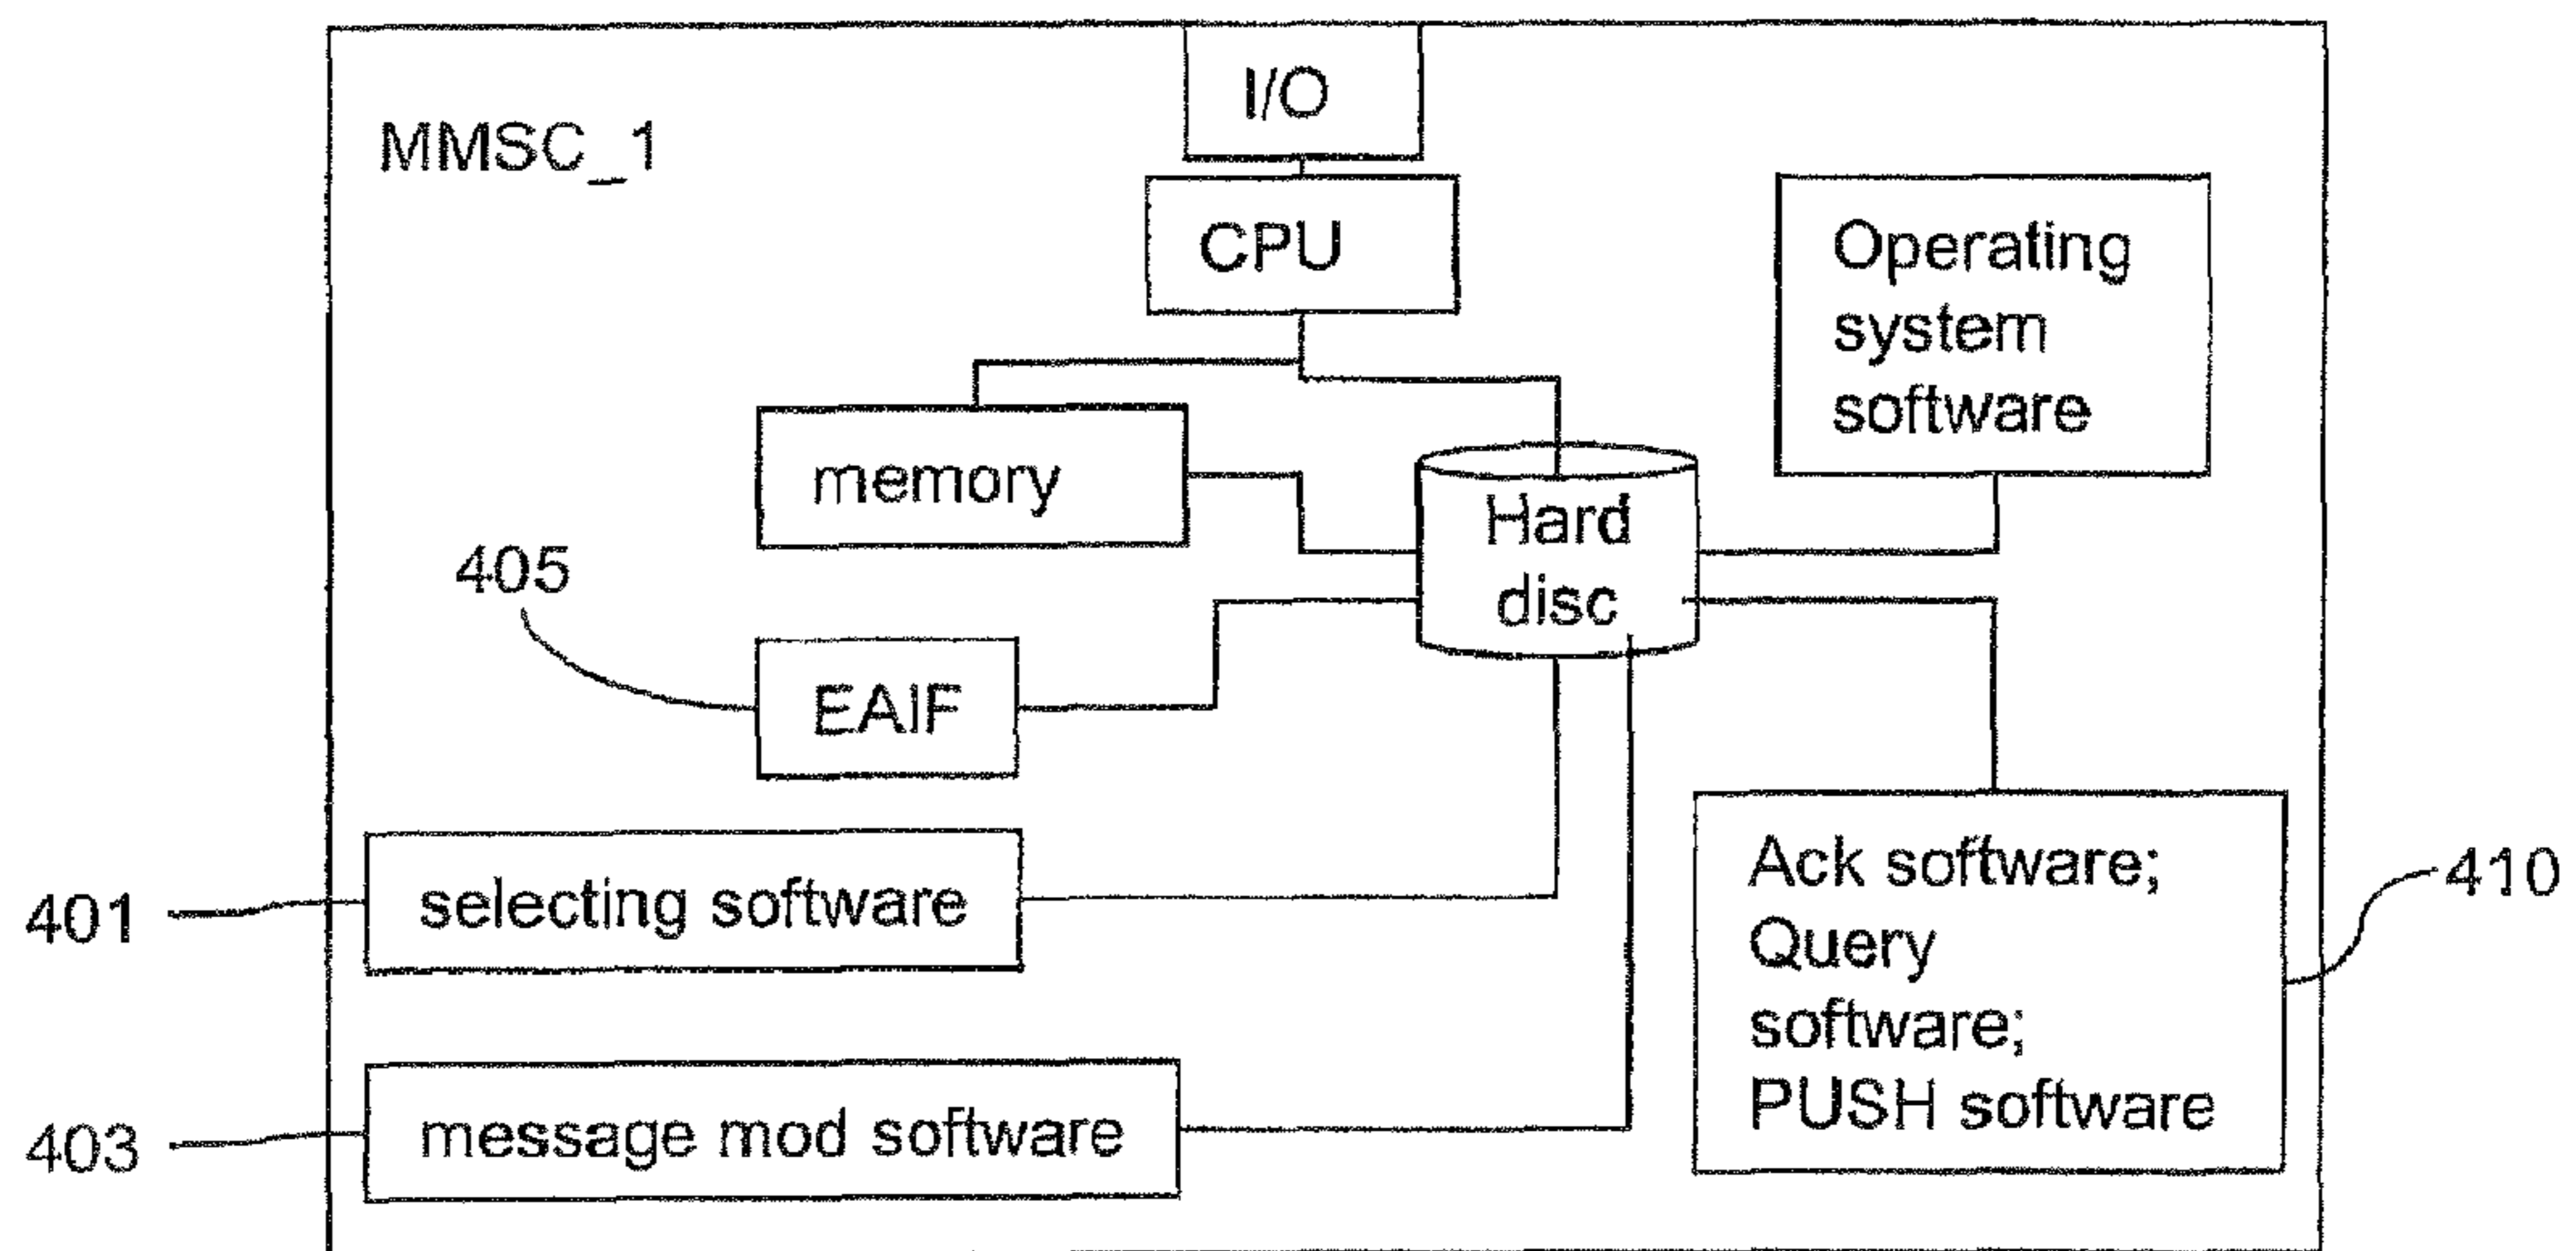 I/O
MMSC_1
CPU
Operating
system
software
memory
Hard
disc
405
EAIF
401
selecting software
Ack software;
Query
software;
PUSH software
410
403
message mod software